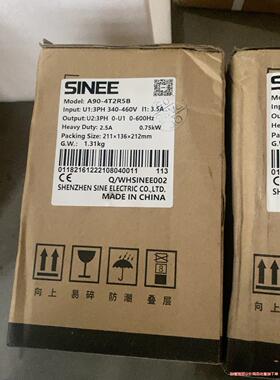 SINEE
Model: A90-4T2R5B
Input: U1:3PH 340-460V I1: 3.5A
Output:U2:3PH 0-U1 0-600Hz
Heavy Duty: 2.5A 0.75kW
Packing Size: 211×136×212mm
G.W.: 1.31kg
01182161222108040011 113
CE Q/WHSINEE002
SHENZHEN SINE ELECTRIC CO.,LTD.
MADE IN CHINA
向上 易碎 防潮 叠层